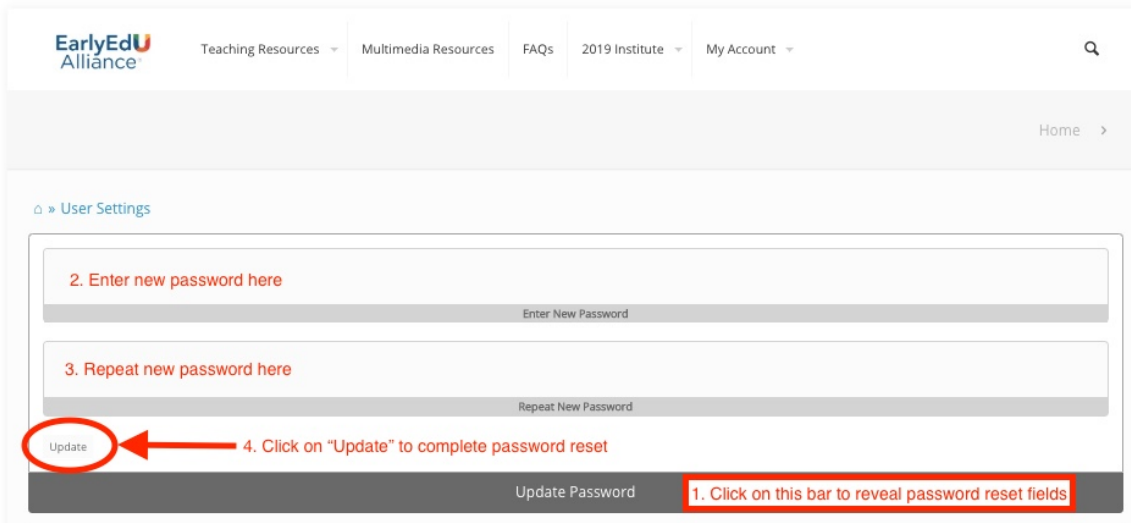 EarlyEdU
Alliance®
Teaching Resources
Multimedia Resources
FAQs
2019 Institute
My Account
Home >
» User Settings
2. Enter new password here
Enter New Password
3. Repeat new password here
Repeat New Password
Update
4. Click on “Update” to complete password reset
Update Password
1. Click on this bar to reveal password reset fields